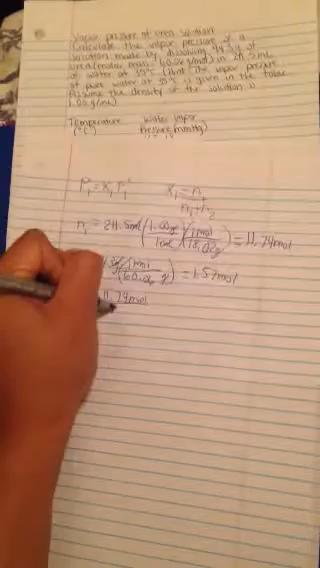 Vapor pressure of urea solution
Calculate the vapor pressure of a
solution made by dissolving 94.3g of
urea(molar mass: 60.06 g/mol) in 211.5 mL
of water at 35°C (hint the vapor pressure
of pure water at 35°C is given in the table
Assume the density of the solution is
1.00 g/mL)
Temperature Water vapor
(°C) Pressure (mmHg)
P₁ = X₁ P₁° X₁ = n₁
n₁+n₂
n₁ = 211.5mL (1.00g/1mL)(1mol/18.02g) = 11.74mol
(1mol/60.06 g) = 1.57mol
11.74mol